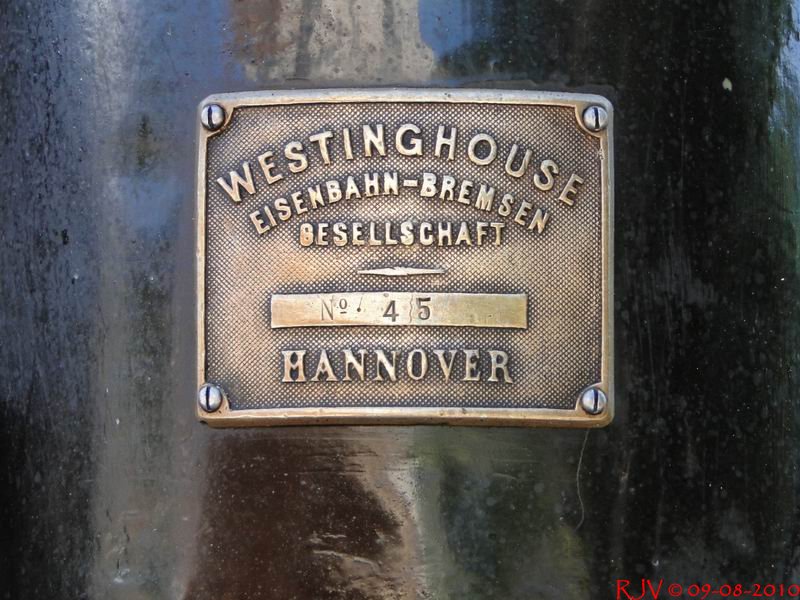 WESTINGHOUSE
EISENBAHN-BREMSEN
GESELLSCHAFT
No. 45
HANNOVER
RJV © 09-08-2010